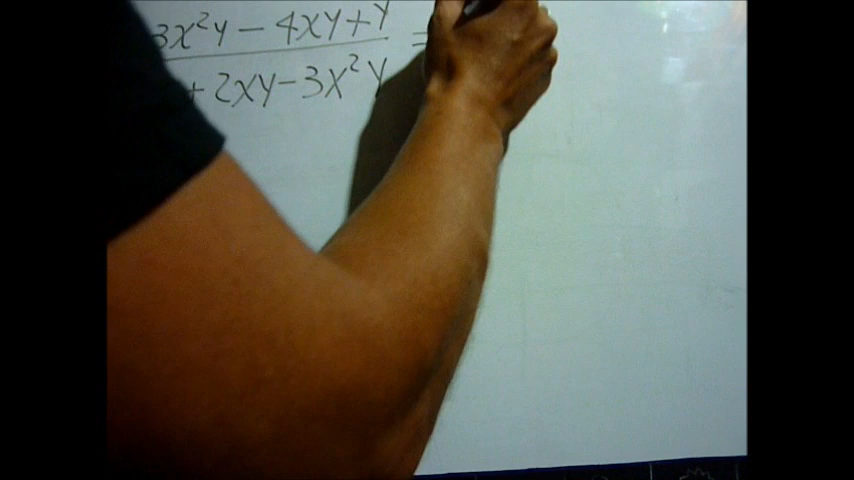 3x²y - 4xy + y =
+ 2xy - 3x²y